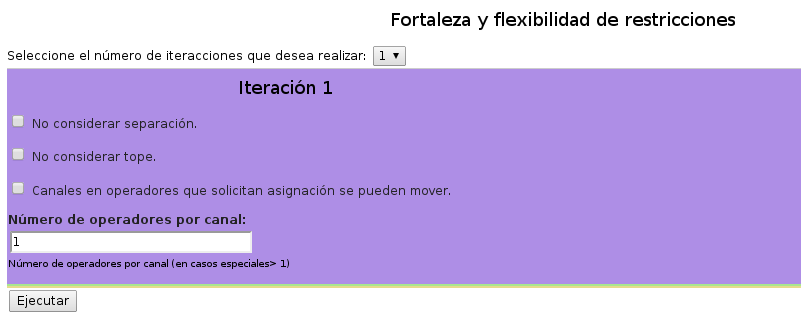 Fortaleza y flexibilidad de restricciones
Seleccione el número de iteracciones que desea realizar: 1
Iteración 1
No considerar separación.
No considerar tope.
Canales en operadores que solicitan asignación se pueden mover.
Número de operadores por canal:
1
Número de operadores por canal (en casos especiales> 1)
Ejecutar